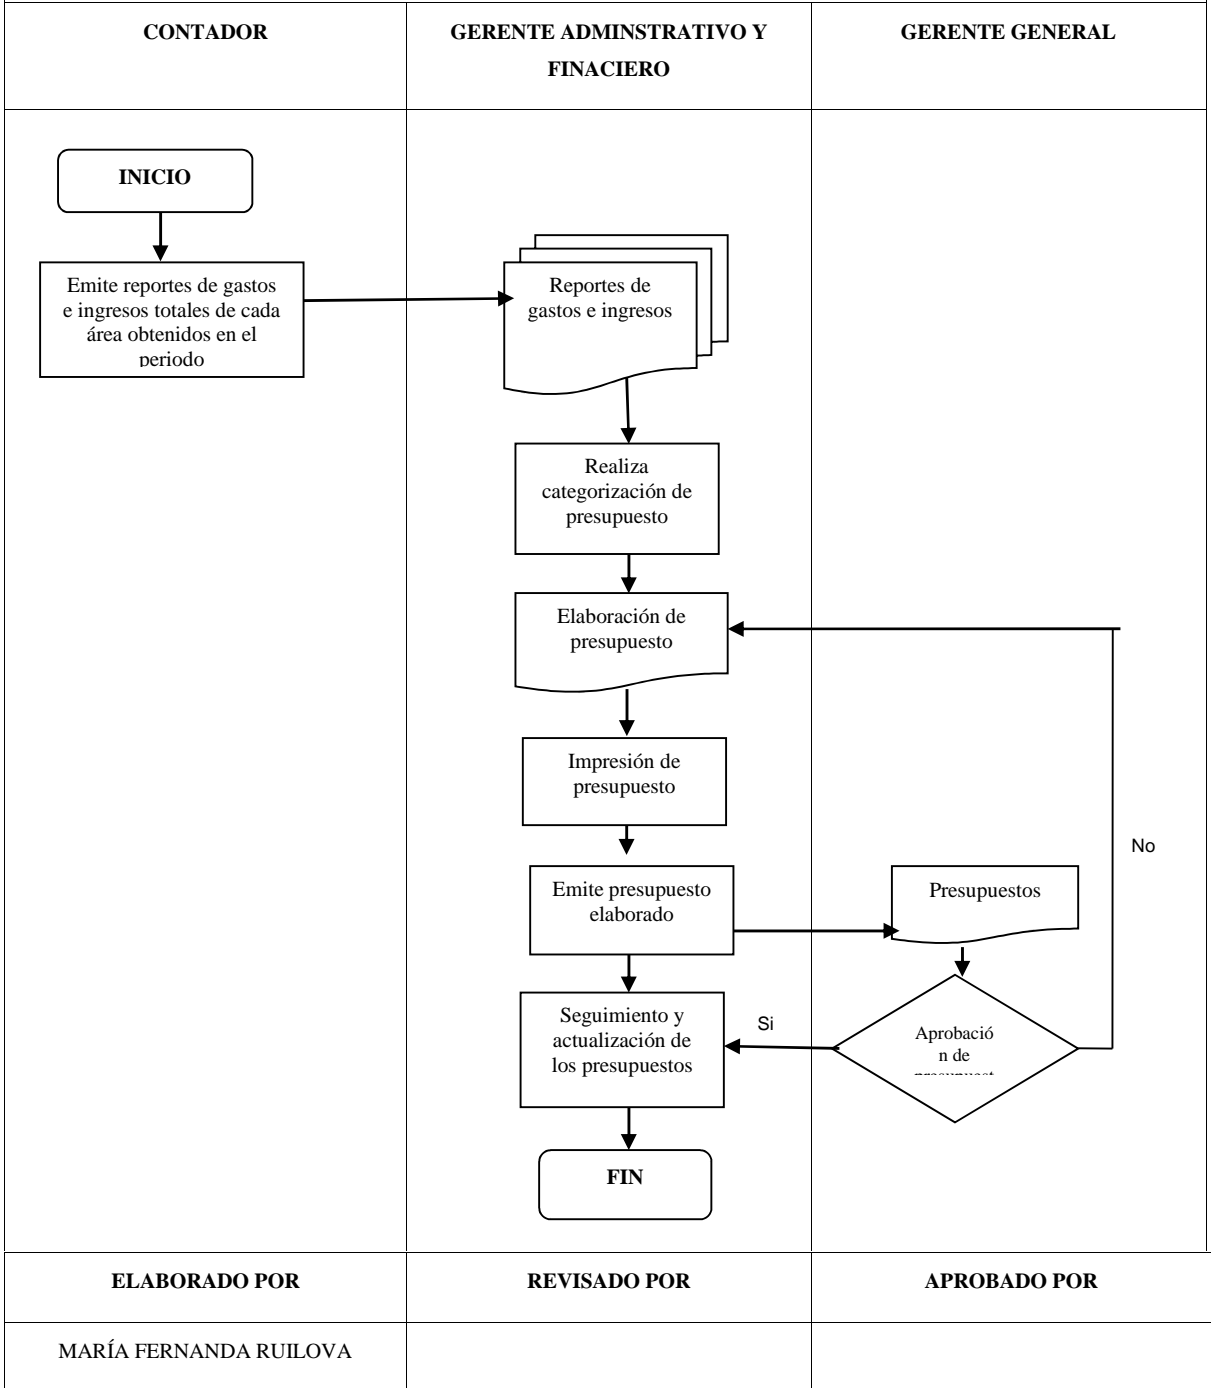 CONTADOR
GERENTE ADMINSTRATIVO Y
FINACIERO
GERENTE GENERAL
INICIO
Emite reportes de gastos
e ingresos totales de cada
área obtenidos en el
periodo
Reportes de
gastos e ingresos
Realiza
categorización de
presupuesto
Elaboración de
presupuesto
Impresión de
presupuesto
No
Emite presupuesto
elaborado
Presupuestos
Seguimiento y
actualización de
los presupuestos
Si
Aprobació
n de
presupuest
FIN
ELABORADO POR
REVISADO POR
APROBADO POR
MARÍA FERNANDA RUILOVA